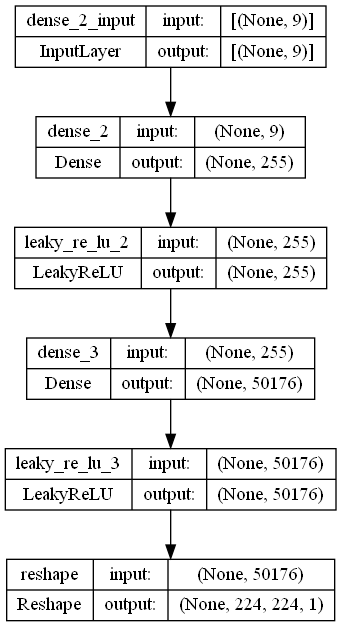 dense_2_input input: [(None, 9)]
InputLayer output: [(None, 9)]
dense_2 input: (None, 9)
Dense output: (None, 255)
leaky_re_lu_2 input: (None, 255)
LeakyReLU output: (None, 255)
dense_3 input: (None, 255)
Dense output: (None, 50176)
leaky_re_lu_3 input: (None, 50176)
LeakyReLU output: (None, 50176)
reshape input: (None, 50176)
Reshape output: (None, 224, 224, 1)